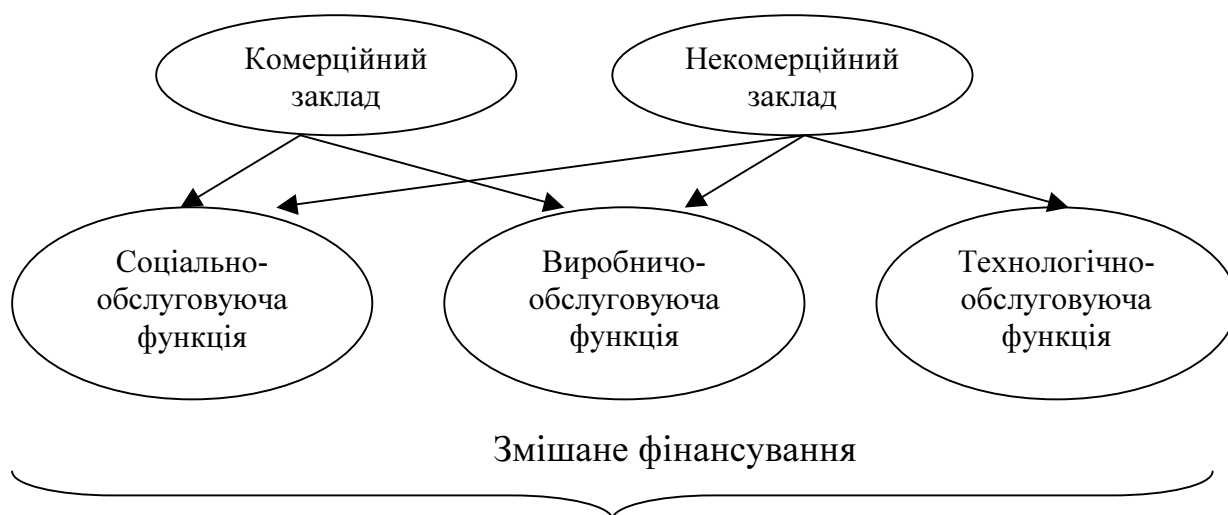 Комерційний
заклад
Некомерційний
заклад
Соціально-
обслуговуюча
функція
Виробничо-
обслуговуюча
функція
Технологічно-
обслуговуюча
функція
Змішане фінансування